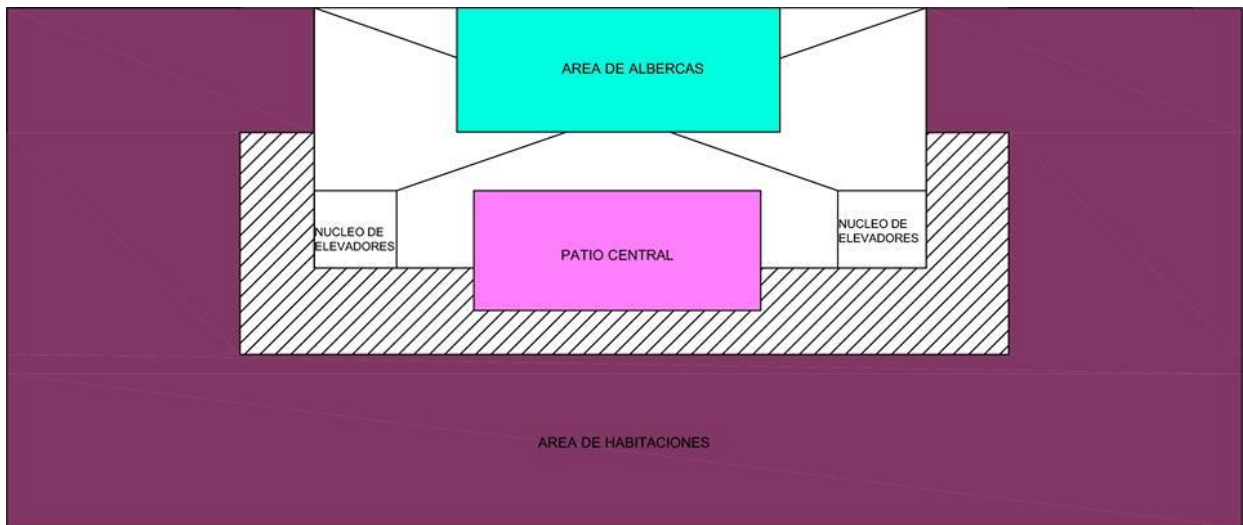 AREA DE ALBERCAS
NUCLEO DE
ELEVADORES
PATIO CENTRAL
NUCLEO DE
ELEVADORES
AREA DE HABITACIONES